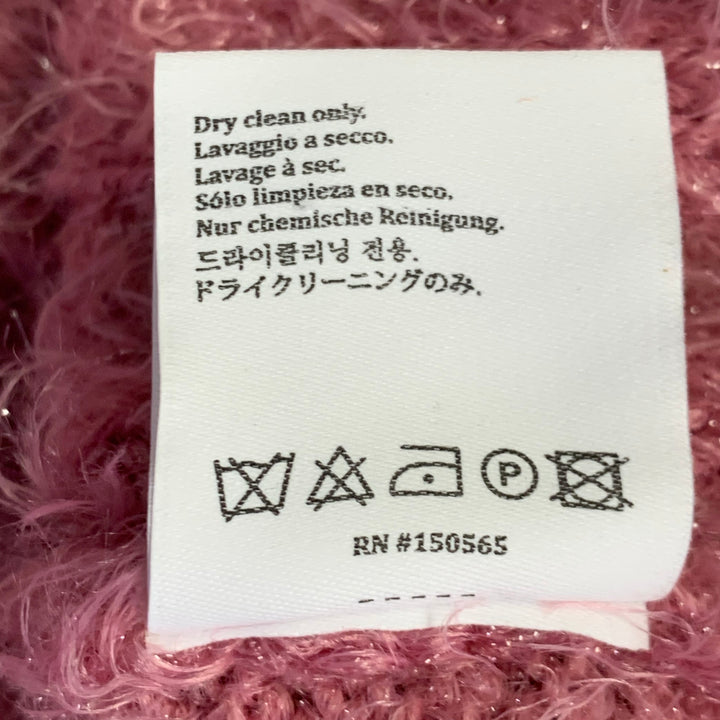 Dry clean only.
Lavaggio a secco.
Lavage à sec.
Sólo limpieza en seco.
Nur chemische Reinigung.
드라이클리닝 전용.
ドライクリーニングのみ.
P
RN #150565